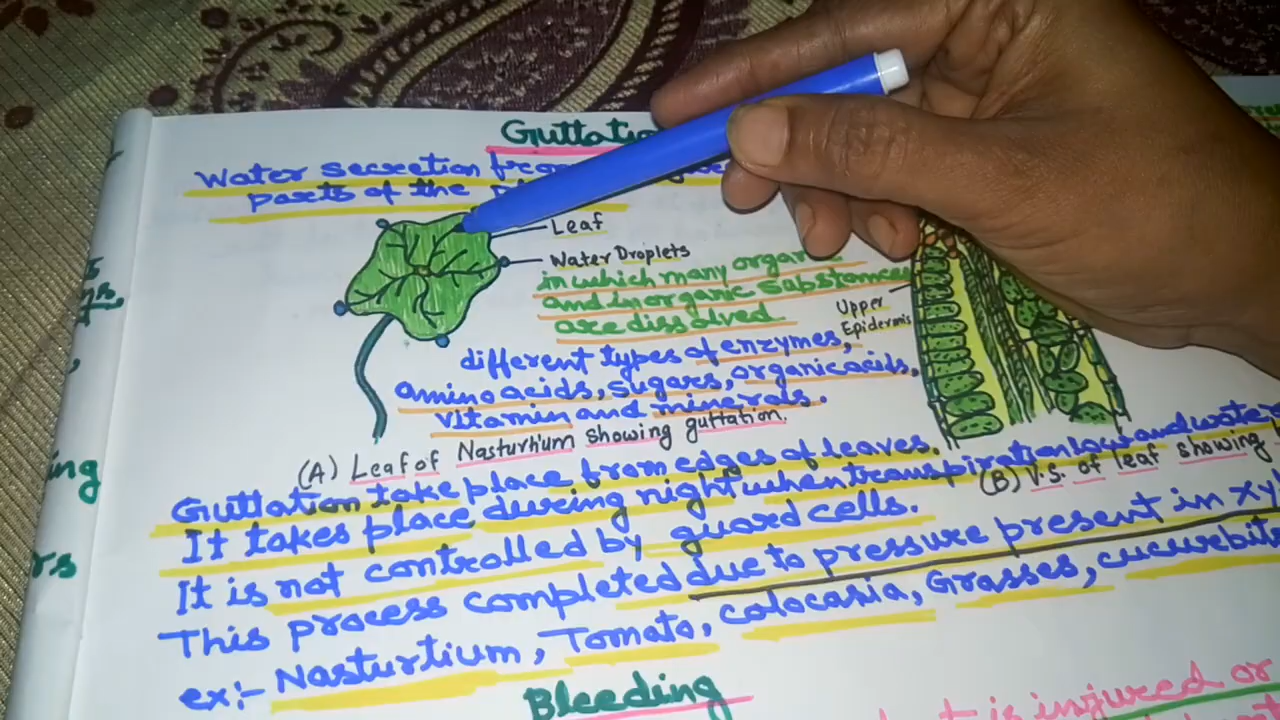 Guttatio
Water secretion fro
parts of the
Leaf
Water Droplets
in which many organ
and inorganic substances
are dissolved
Upper
Epidermis
different types of enzymes,
amino acids, sugars, organic acids,
vitamin and minerals.
(A) Leaf of Nasturtium showing guttation.
(B) V.S. of leaf showing
Guttation take place from edges of leaves.
It takes place during night when transpiration low and water
It is not controlled by guard cells.
This process completed due to pressure present in xyl
ex:- Nasturtium, Tomato, colocasia, Grasses, cucurbits
Bleeding
is injured or
ing
rs